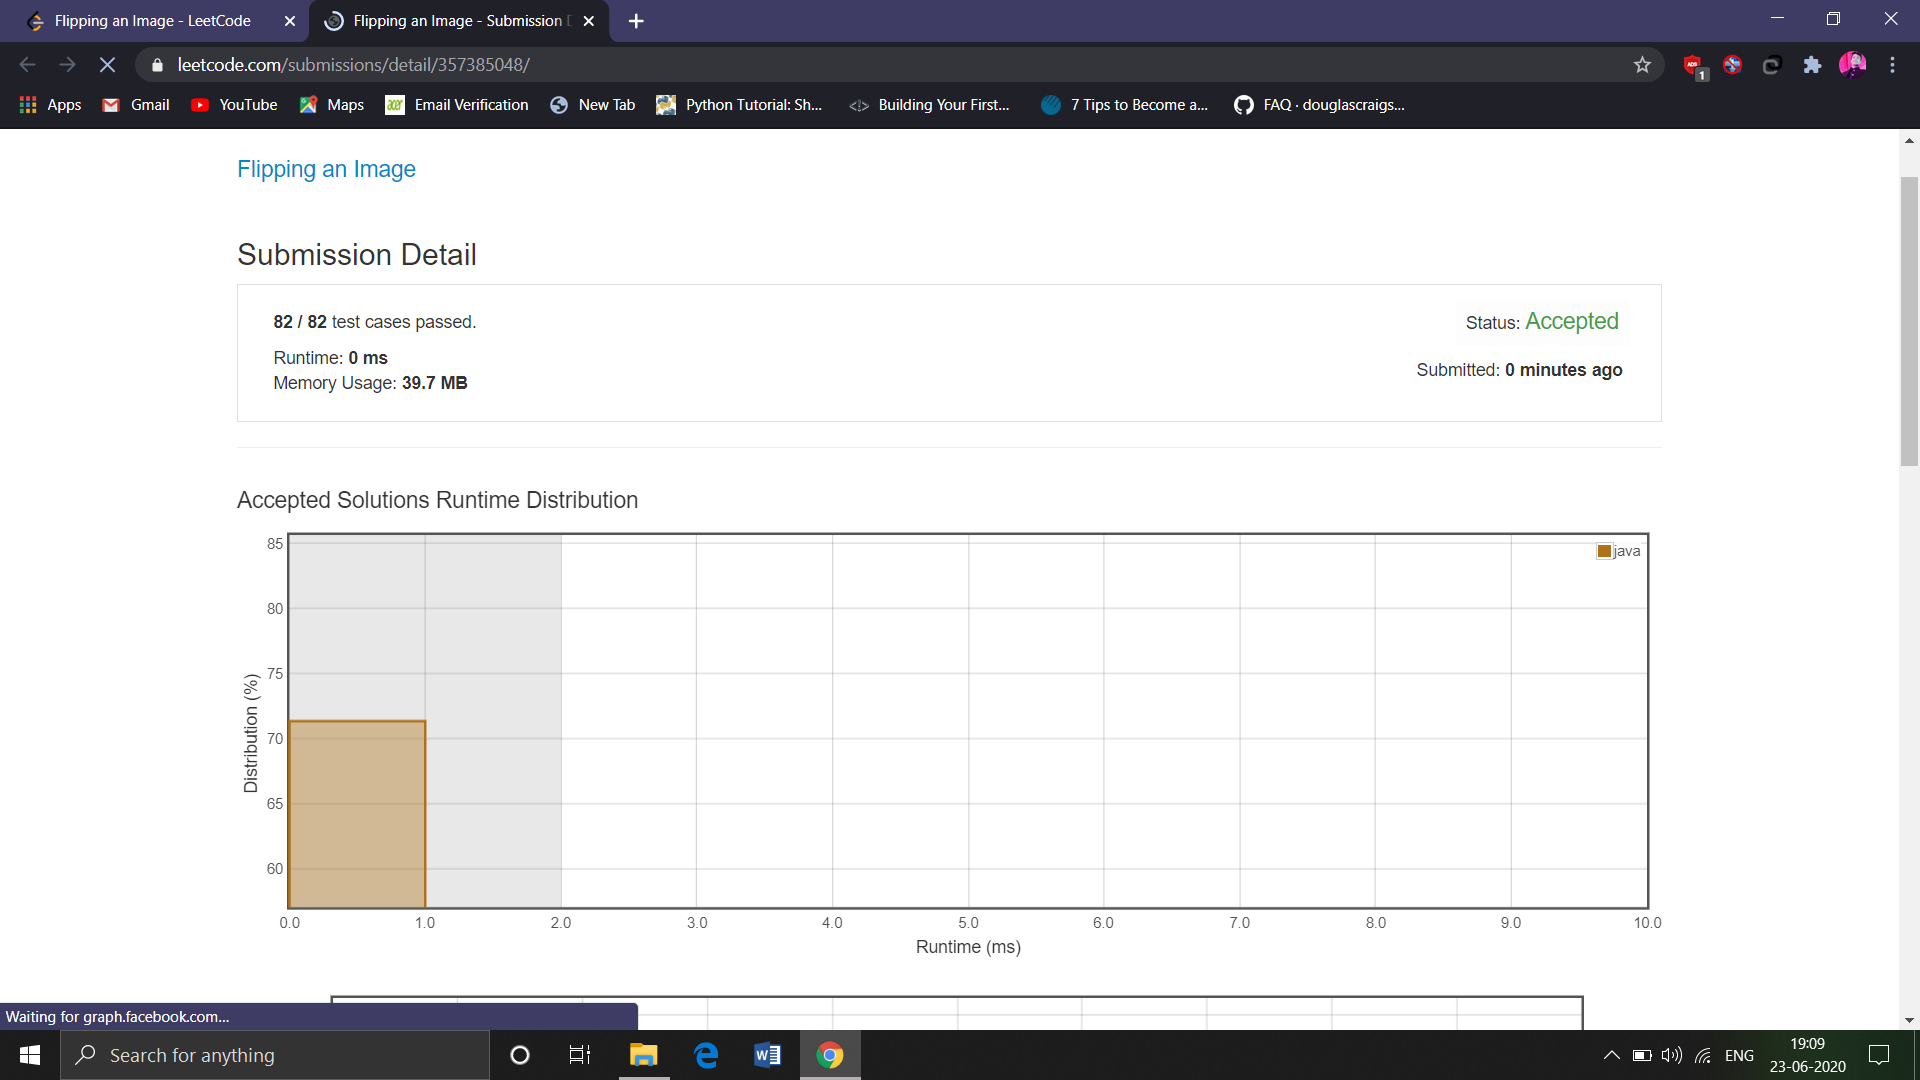 Flipping an Image - LeetCode
Flipping an Image - Submission D
leetcode.com/submissions/detail/357385048/
ABS
1
Apps
Gmail
YouTube
Maps
acer
Email Verification
New Tab
Python Tutorial: Sh...
Building Your First...
7 Tips to Become a...
FAQ · douglascraigs...
Flipping an Image
Submission Detail
82 / 82 test cases passed.
Status: Accepted
Runtime: 0 ms
Submitted: 0 minutes ago
Memory Usage: 39.7 MB
Accepted Solutions Runtime Distribution
java
85
80
75
70
65
60
Distribution (%)
0.0 1.0 2.0 3.0 4.0 5.0 6.0 7.0 8.0 9.0 10.0
Runtime (ms)
Waiting for graph.facebook.com...
Search for anything
W
ENG
19:09
23-06-2020